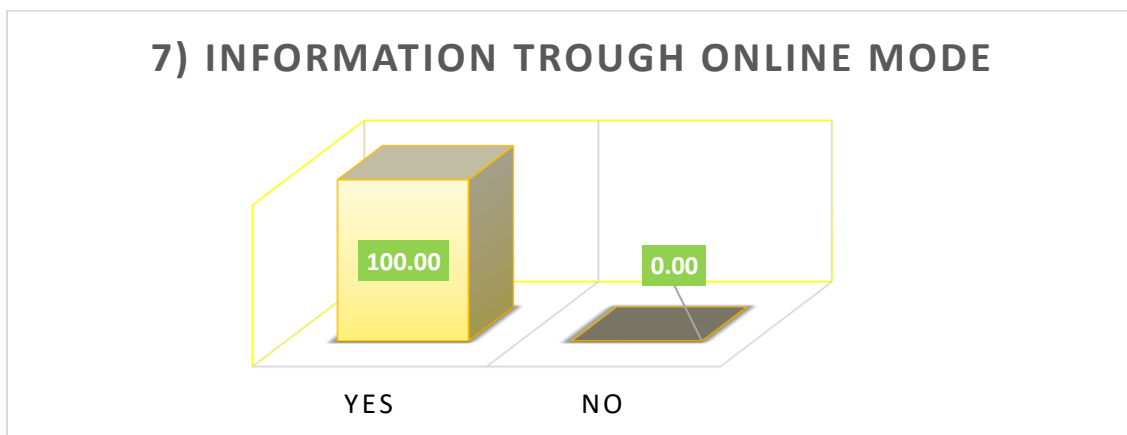 7) INFORMATION TROUGH ONLINE MODE
100.00
0.00
YES
NO